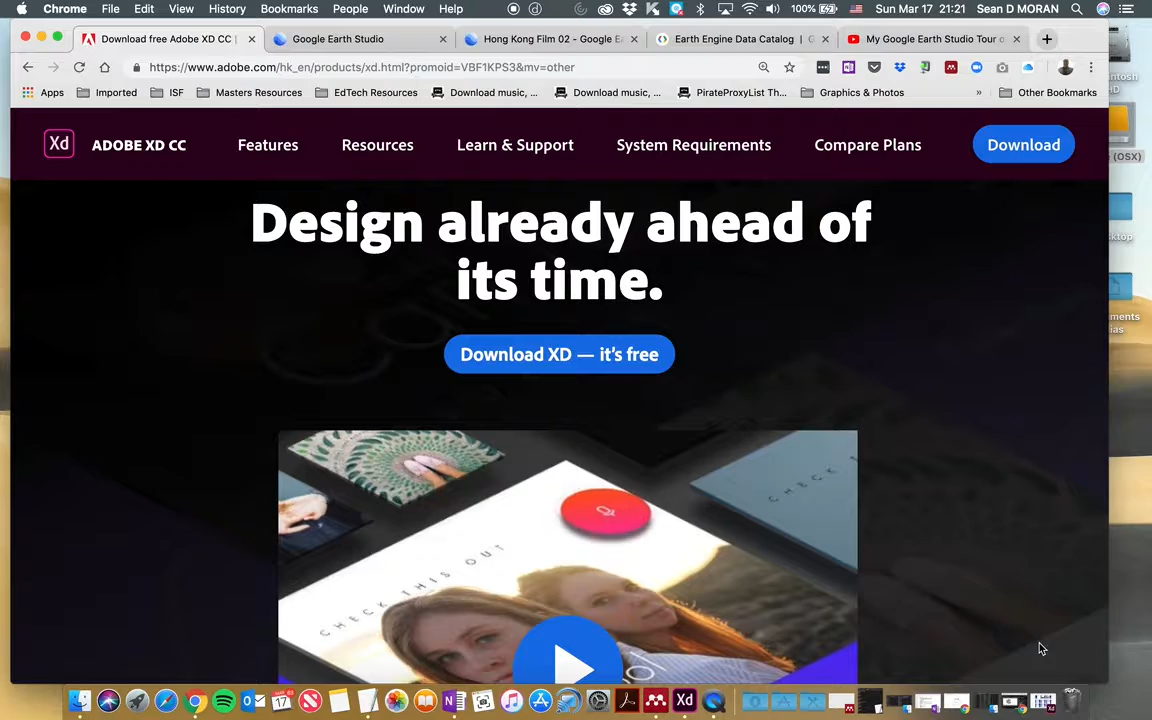 Chrome File Edit View History Bookmarks People Window Help 100% Sun Mar 17 21:21 Sean D MORAN
Download free Adobe XD CC | Google Earth Studio Hong Kong Film 02 - Google Ea Earth Engine Data Catalog | G My Google Earth Studio Tour o
https://www.adobe.com/hk_en/products/xd.html?promoid=VBF1KPS3&mv=other
Apps Imported ISF Masters Resources EdTech Resources Download music, ... Download music, ... PirateProxyList Th... Graphics & Photos » Other Bookmarks
Xd ADOBE XD CC Features Resources Learn & Support System Requirements Compare Plans Download
Design already ahead of
its time.
Download XD — it's free
CHECK THIS OUT
(OSX)